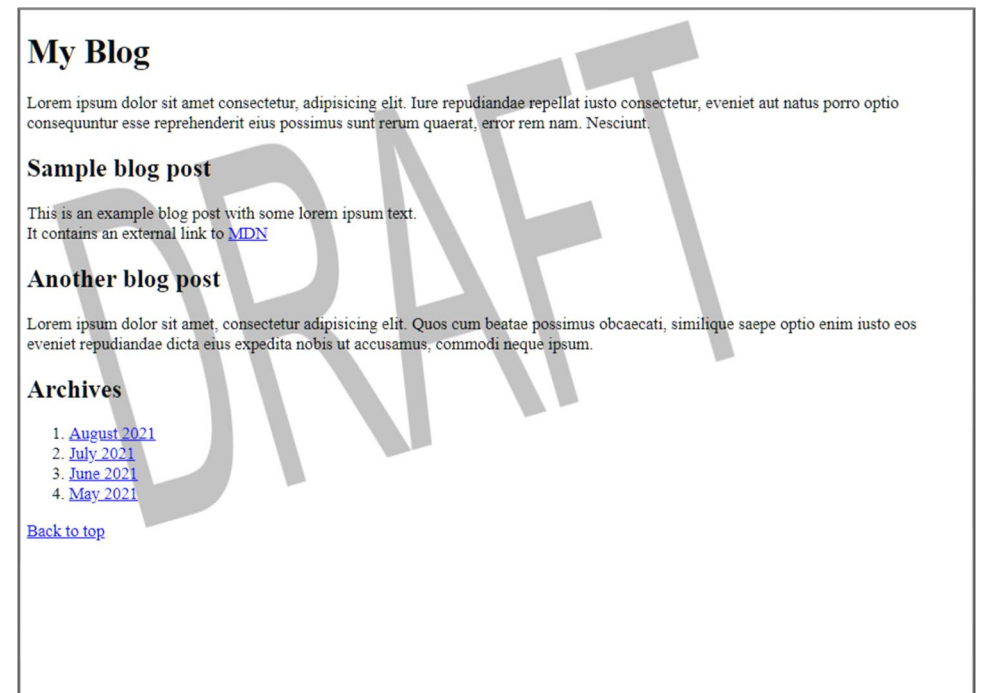 My Blog
Lorem ipsum dolor sit amet consectetur, adipisicing elit. Iure repudiandae repellat iusto consectetur, eveniet aut natus porro optio
consequuntur esse reprehenderit eius possimus sunt rerum quaerat, error rem nam. Nesciunt.
Sample blog post
This is an example blog post with some lorem ipsum text.
It contains an external link to MDN
Another blog post
Lorem ipsum dolor sit amet, consectetur adipisicing elit. Quos cum beatae possimus obcaecati, similique saepe optio enim iusto eos
eveniet repudiandae dicta eius expedita nobis ut accusamus, commodi neque ipsum.
Archives
1. August 2021
2. July 2021
3. June 2021
4. May 2021
Back to top
DRAFT